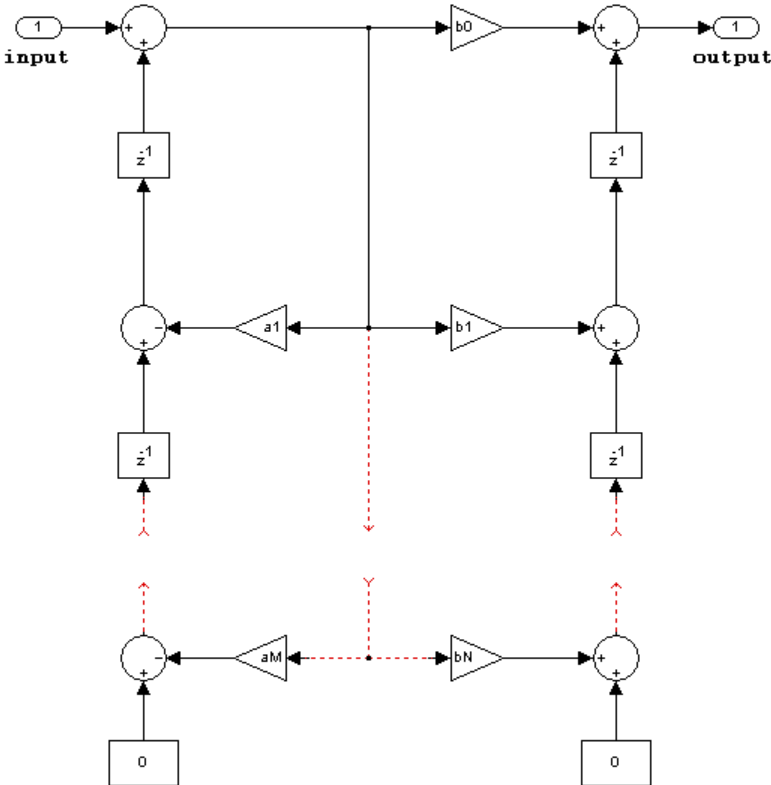 1 + + b0 + + 1
input output
z-1 z-1
- + a1 b1 + +
z-1 z-1
- + aM bN + +
0 0